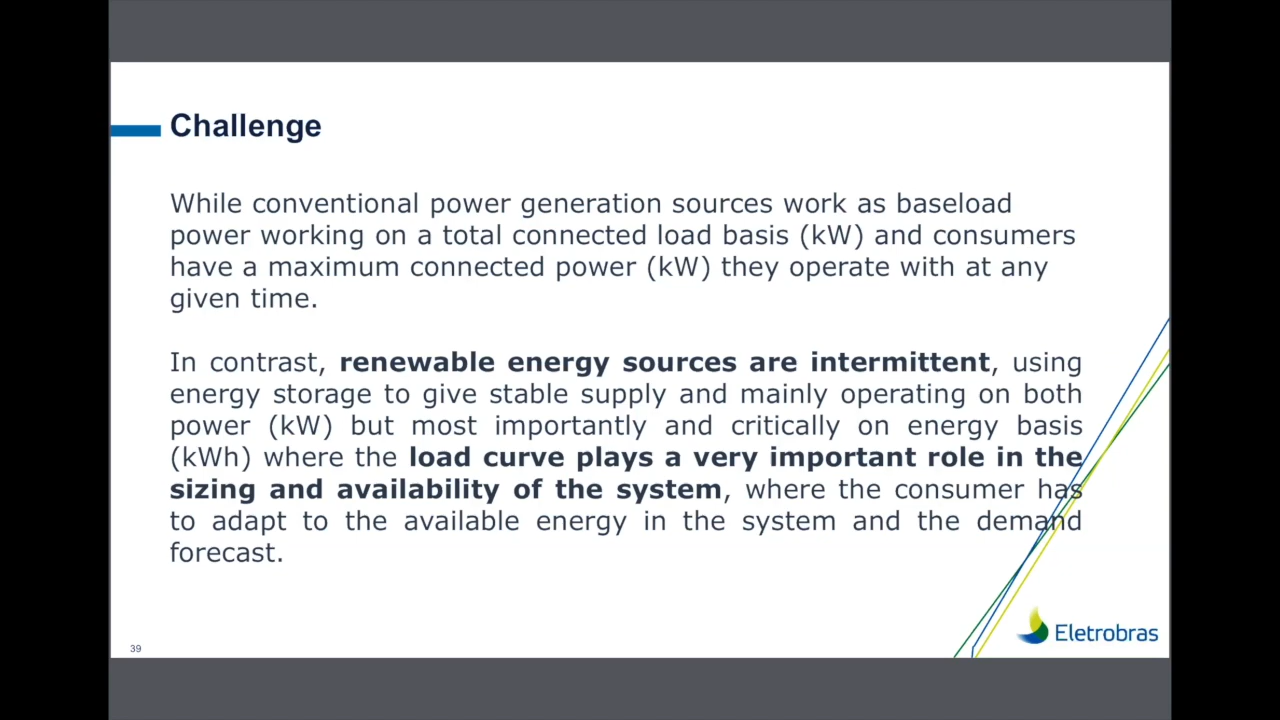 Challenge
While conventional power generation sources work as baseload
power working on a total connected load basis (kW) and consumers
have a maximum connected power (kW) they operate with at any
given time.
In contrast, renewable energy sources are intermittent, using
energy storage to give stable supply and mainly operating on both
power (kW) but most importantly and critically on energy basis
(kWh) where the load curve plays a very important role in the
sizing and availability of the system, where the consumer has
to adapt to the available energy in the system and the demand
forecast.
Eletrobras
39